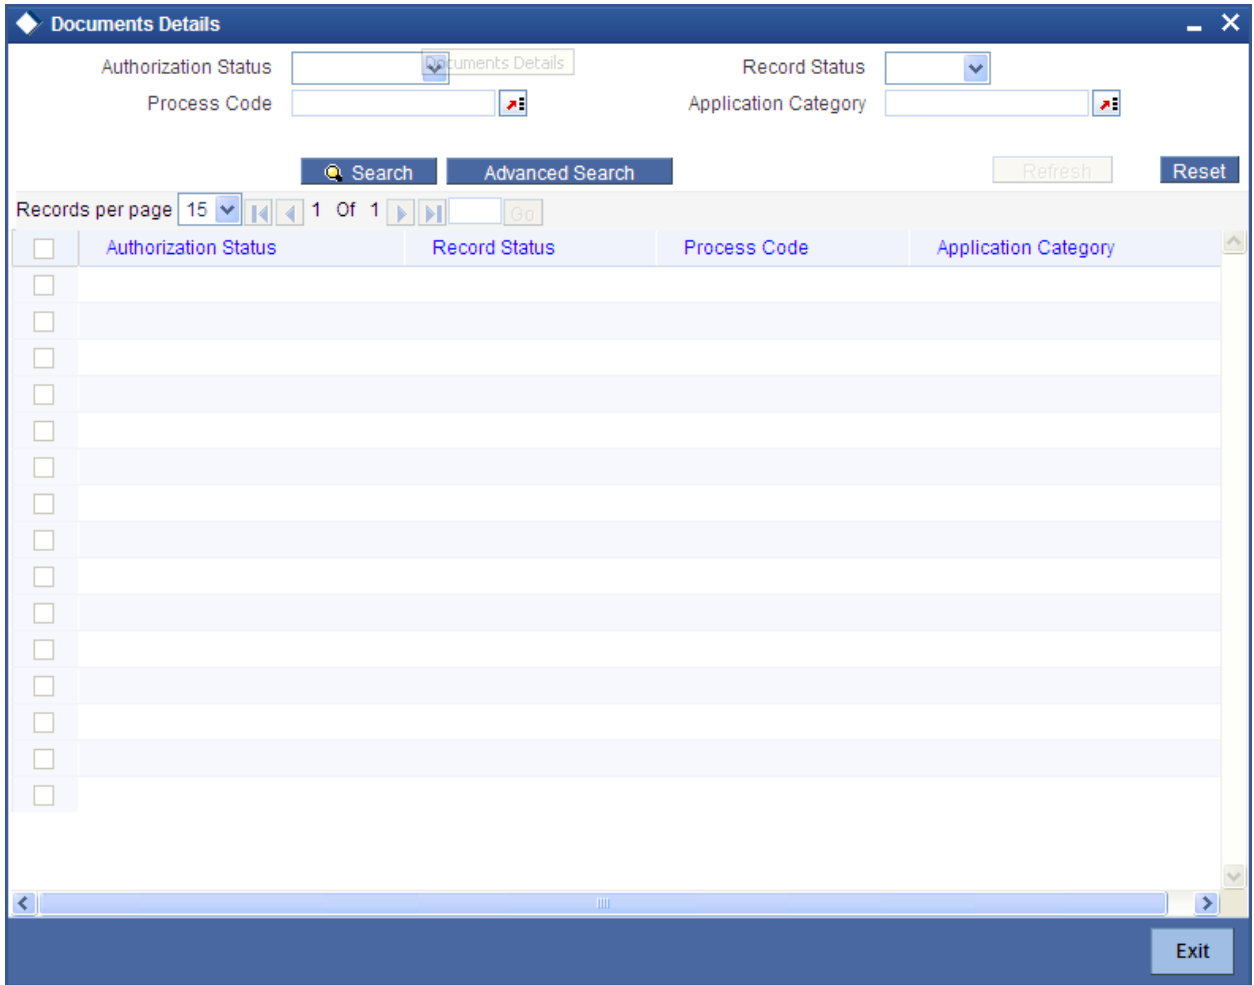 Documents Details
Authorization Status Documents Details Record Status
Process Code Application Category
Search Advanced Search Refresh Reset
Records per page 15 1 Of 1 Go
Authorization Status Record Status Process Code Application Category
Exit